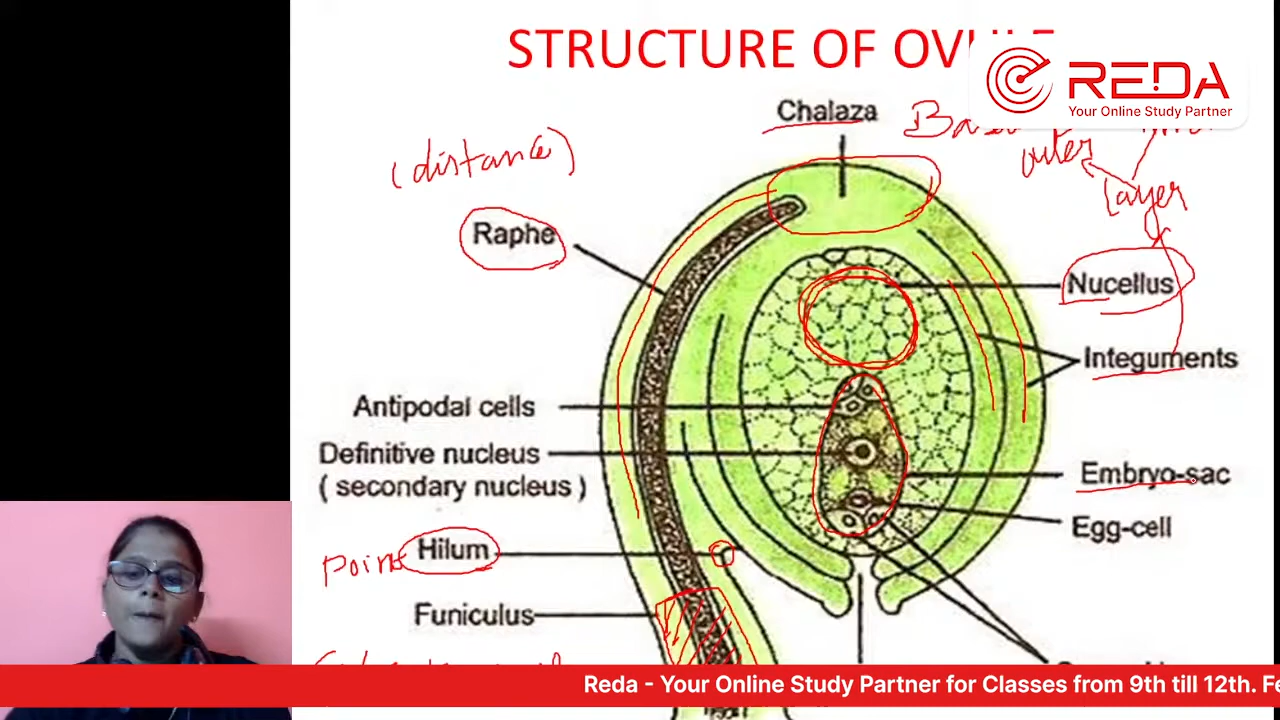 STRUCTURE OF OVULE
REDA
Your Online Study Partner
Chalaza
outer
(distance)
layer
Raphe
Nucellus
Integuments
Antipodal cells
Definitive nucleus
( secondary nucleus )
Embryo-sac
Egg-cell
Point Hilum
Funiculus
Reda - Your Online Study Partner for Classes from 9th till 12th. Fe